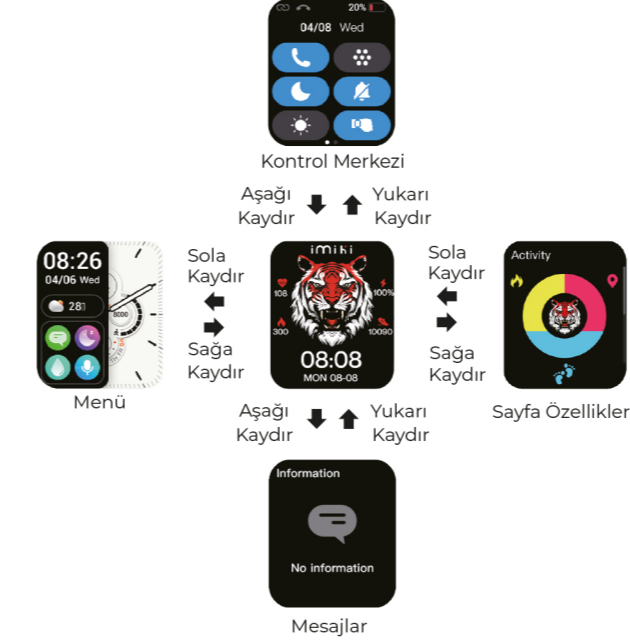 20%
04/08 Wed
Kontrol Merkezi
Aşağı
Kaydır
Yukarı
Kaydır
08:26
04/06 Wed
28
8000
Menü
Sola
Kaydır
Sağa
Kaydır
imiki
108
100%
300
10090
08:08
MON 08-08
Sola
Kaydır
Sağa
Kaydır
Activity
Sayfa Özellikler
Aşağı
Kaydır
Yukarı
Kaydır
Information
No information
Mesajlar